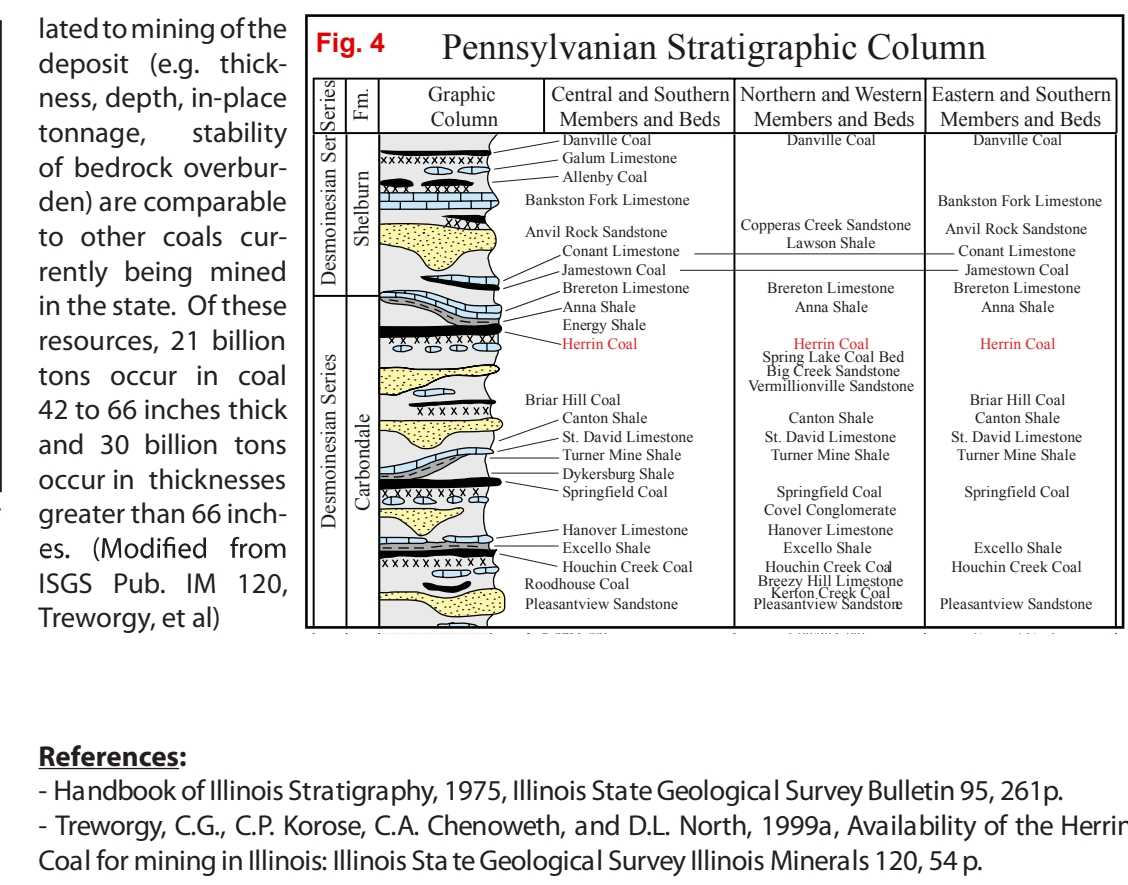 lated to mining of the
deposit (e.g. thick-
ness, depth, in-place
tonnage, stability
of bedrock overbur-
den) are comparable
to other coals cur-
rently being mined
in the state. Of these
resources, 21 billion
tons occur in coal
42 to 66 inches thick
and 30 billion tons
occur in thicknesses
greater than 66 inch-
es. (Modified from
ISGS Pub. IM 120,
Treworgy, et al)
Fig. 4
Pennsylvanian Stratigraphic Column
Series
Fm.
Graphic
Column
Central and Southern
Members and Beds
Northern and Western
Members and Beds
Eastern and Southern
Members and Beds
Desmoinesian Ser
Shelburn
Desmoinesian Series
Carbondale
Danville Coal
Galum Limestone
Allenby Coal
Bankston Fork Limestone
Anvil Rock Sandstone
Conant Limestone
Jamestown Coal
Brereton Limestone
Anna Shale
Energy Shale
Herrin Coal
Briar Hill Coal
Canton Shale
St. David Limestone
Turner Mine Shale
Dykersburg Shale
Springfield Coal
Hanover Limestone
Excello Shale
Houchin Creek Coal
Roodhouse Coal
Pleasantview Sandstone
Danville Coal
Copperas Creek Sandstone
Lawson Shale
Brereton Limestone
Anna Shale
Herrin Coal
Spring Lake Coal Bed
Big Creek Sandstone
Vermillionville Sandstone
Canton Shale
St. David Limestone
Turner Mine Shale
Springfield Coal
Covel Conglomerate
Hanover Limestone
Excello Shale
Houchin Creek Coal
Breezy Hill Limestone
Kerton Creek Coal
Pleasantview Sandstone
Danville Coal
Bankston Fork Limestone
Anvil Rock Sandstone
Conant Limestone
Jamestown Coal
Brereton Limestone
Anna Shale
Herrin Coal
Briar Hill Coal
Canton Shale
St. David Limestone
Turner Mine Shale
Springfield Coal
Excello Shale
Houchin Creek Coal
Pleasantview Sandstone
References:
- Handbook of Illinois Stratigraphy, 1975, Illinois State Geological Survey Bulletin 95, 261p.
- Treworgy, C.G., C.P. Korose, C.A. Chenoweth, and D.L. North, 1999a, Availability of the Herrin
Coal for mining in Illinois: Illinois Sta te Geological Survey Illinois Minerals 120, 54 p.